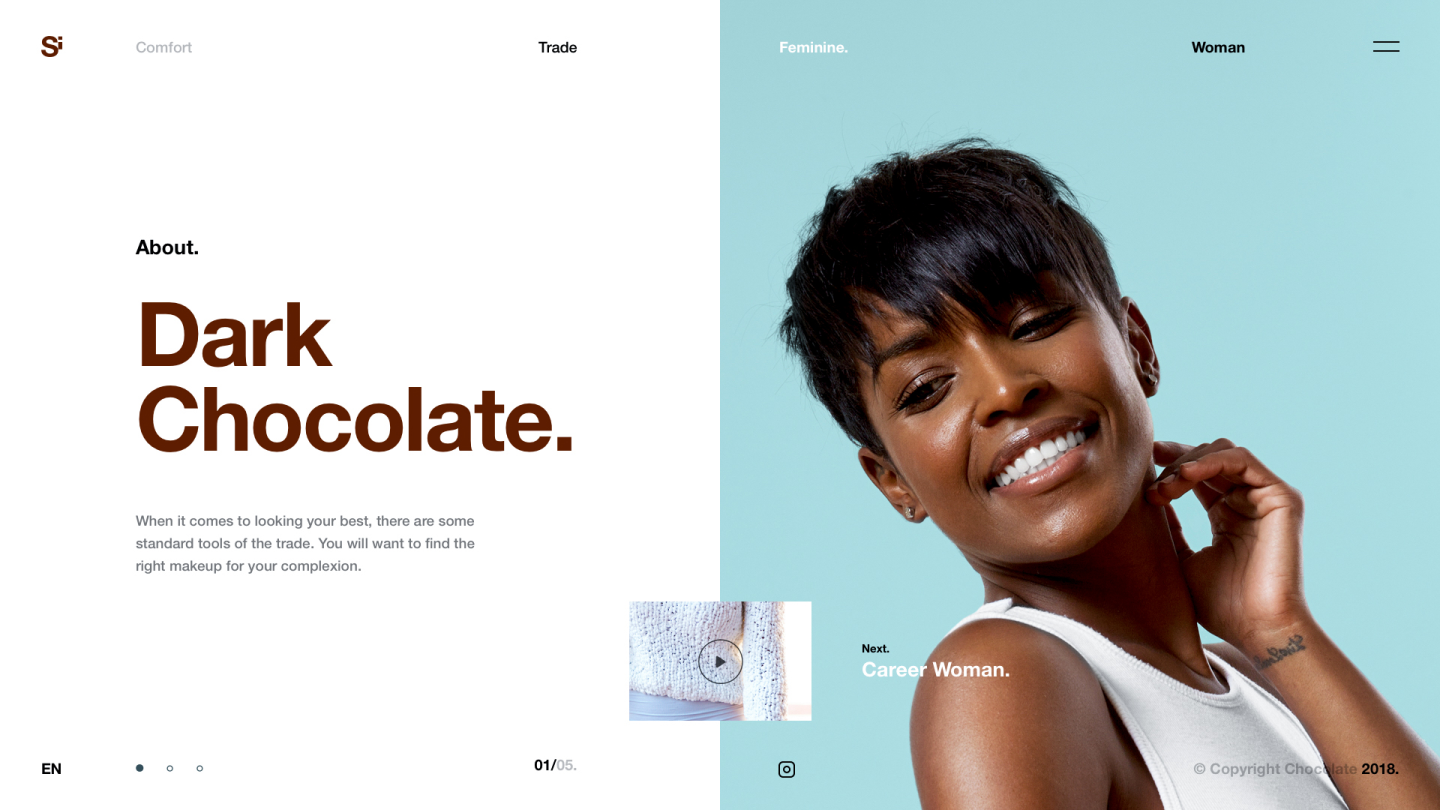 Si
Comfort
Trade
Feminine.
Woman
About.
Dark
Chocolate.
When it comes to looking your best, there are some
standard tools of the trade. You will want to find the
right makeup for your complexion.
Next.
Career Woman.
EN
01/05.
© Copyright Chocolate 2018.